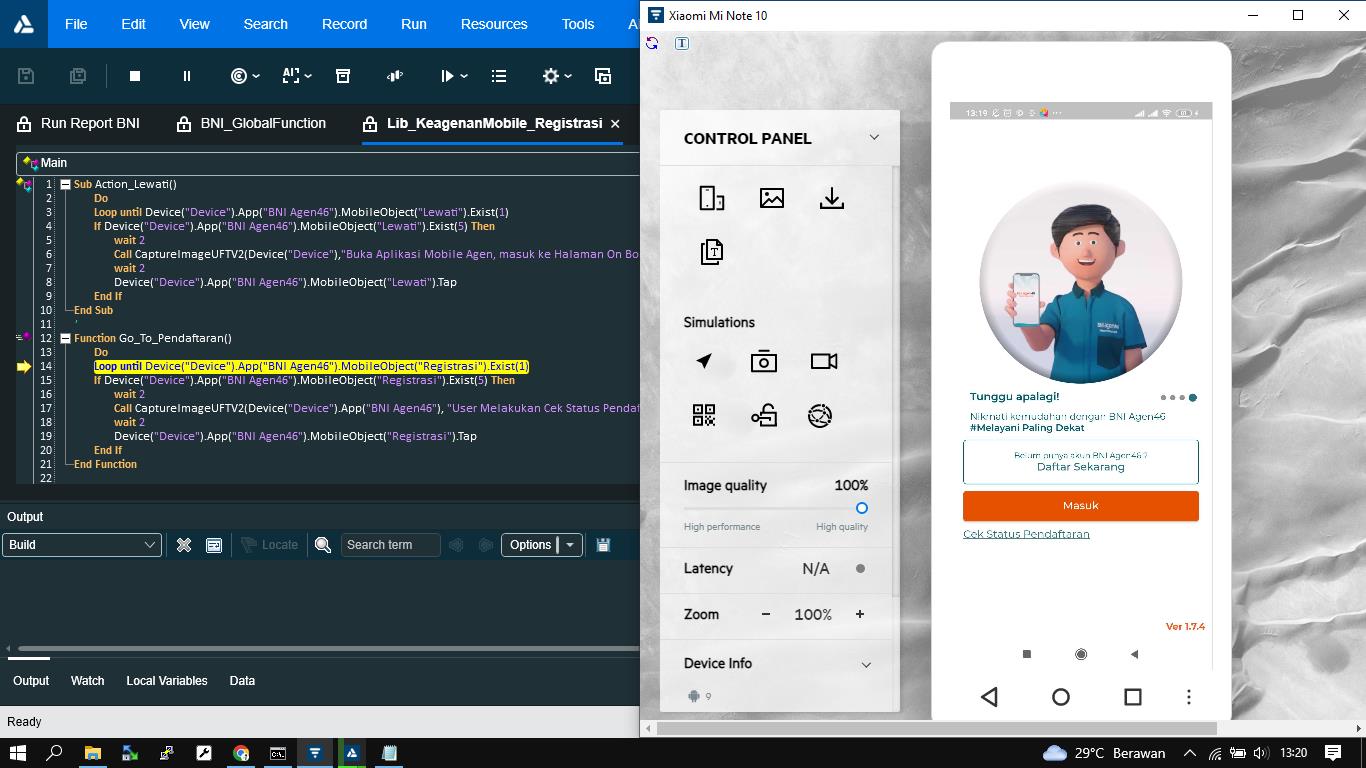 File Edit View Search Record Run Resources Tools
Xiaomi Mi Note 10
Run Report BNI
BNI_GlobalFunction
Lib_KeagenanMobile_Registrasi
Main
1 Sub Action_Lewati()
2 Do
3 Loop until Device("Device").App("BNI Agen46").MobileObject("Lewati").Exist(1)
4 If Device("Device").App("BNI Agen46").MobileObject("Lewati").Exist(5) Then
5 wait 2
6 Call CaptureImageUFTV2(Device("Device"),"Buka Aplikasi Mobile Agen, masuk ke Halaman On Bo
7 wait 2
8 Device("Device").App("BNI Agen46").MobileObject("Lewati").Tap
9 End If
10 End Sub
11 '
12 Function Go_To_Pendaftaran()
13 Do
14 Loop until Device("Device").App("BNI Agen46").MobileObject("Registrasi").Exist(1)
15 If Device("Device").App("BNI Agen46").MobileObject("Registrasi").Exist(5) Then
16 wait 2
17 Call CaptureImageUFTV2(Device("Device").App("BNI Agen46"), "User Melakukan Cek Status Pendaf
18 wait 2
19 Device("Device").App("BNI Agen46").MobileObject("Registrasi").Tap
20 End If
21 End Function
22
Output
Build
Locate
Search term
Options
Output Watch Local Variables Data
Ready
CONTROL PANEL
Simulations
Image quality 100%
High performance High quality
Latency N/A
Zoom - 100% +
Device Info
9
13:19
Tunggu apalagi!
Nikmati kemudahan dengan BNI Agen46
#Melayani Paling Dekat
Belum punya akun BNI Agen46 ?
Daftar Sekarang
Masuk
Cek Status Pendaftaran
Ver 1.7.4
29°C Berawan
13:20